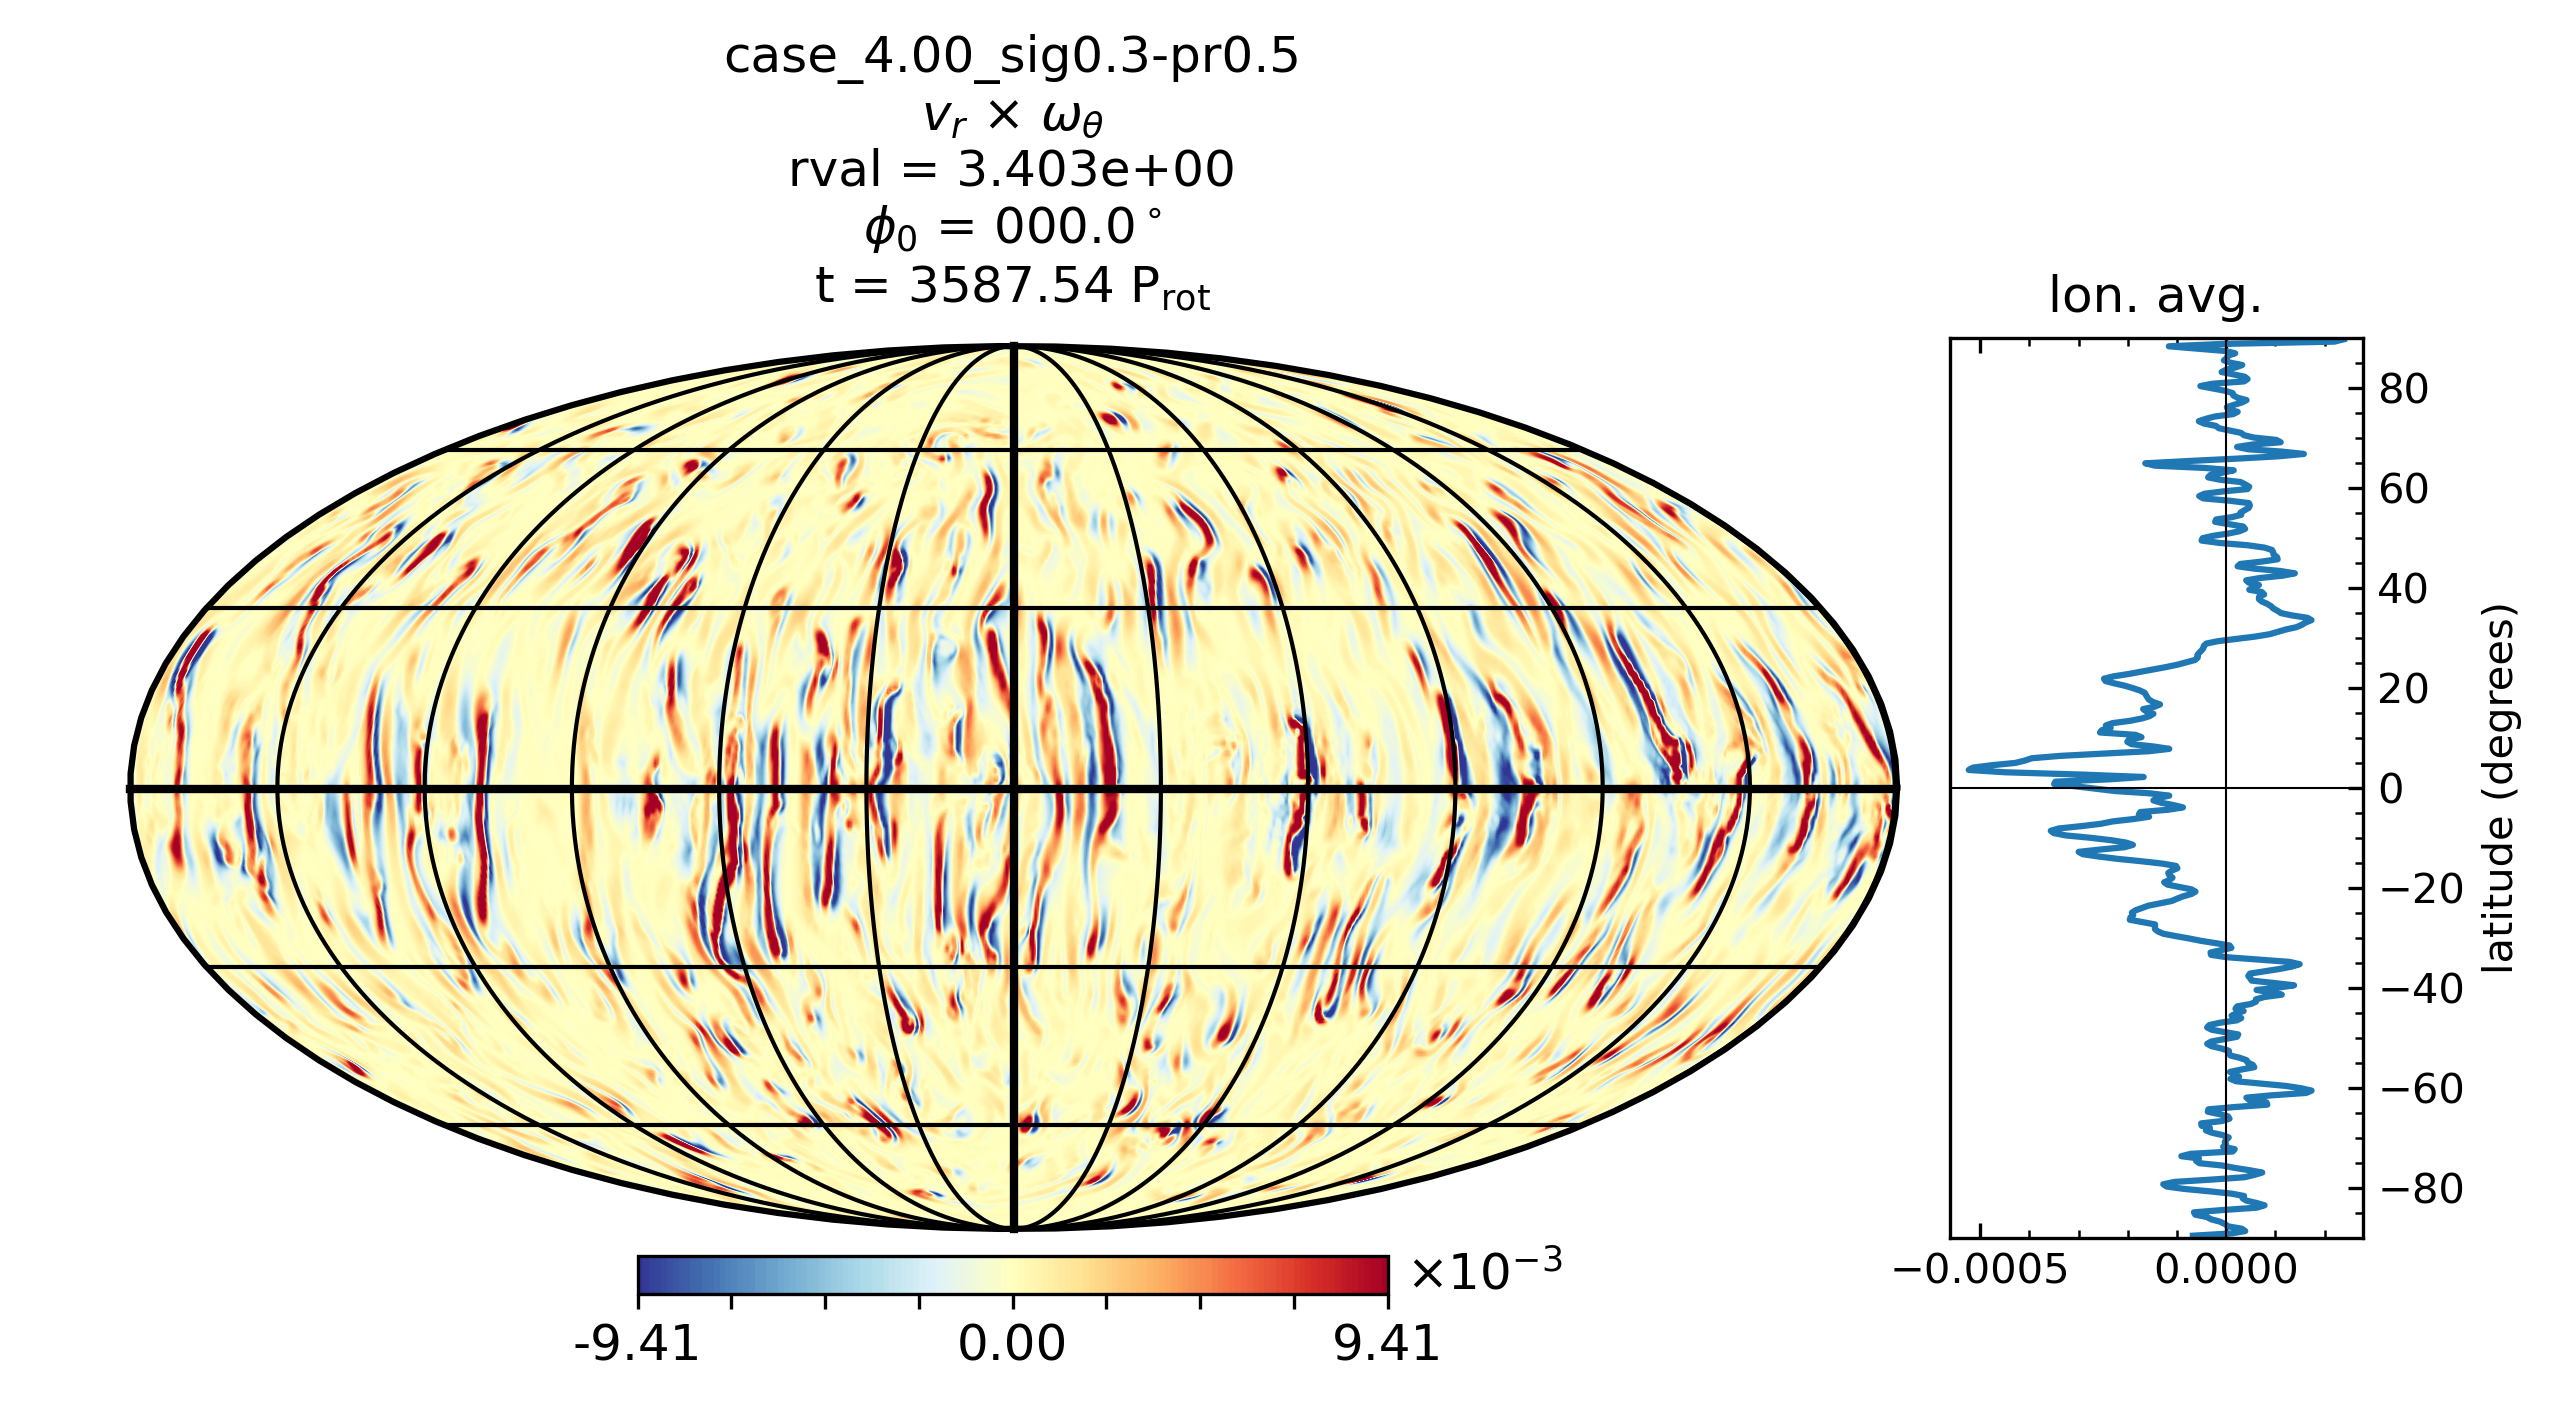 case_4.00_sig0.3-pr0.5
v_r × ω_θ
rval = 3.403e+00
ϕ_0 = 000.0°
t = 3587.54 P_rot
lon. avg.
80
60
40
20
0
−20
−40
−60
−80
latitude (degrees)
−0.0005 0.0000
×10^−3
-9.41 0.00 9.41